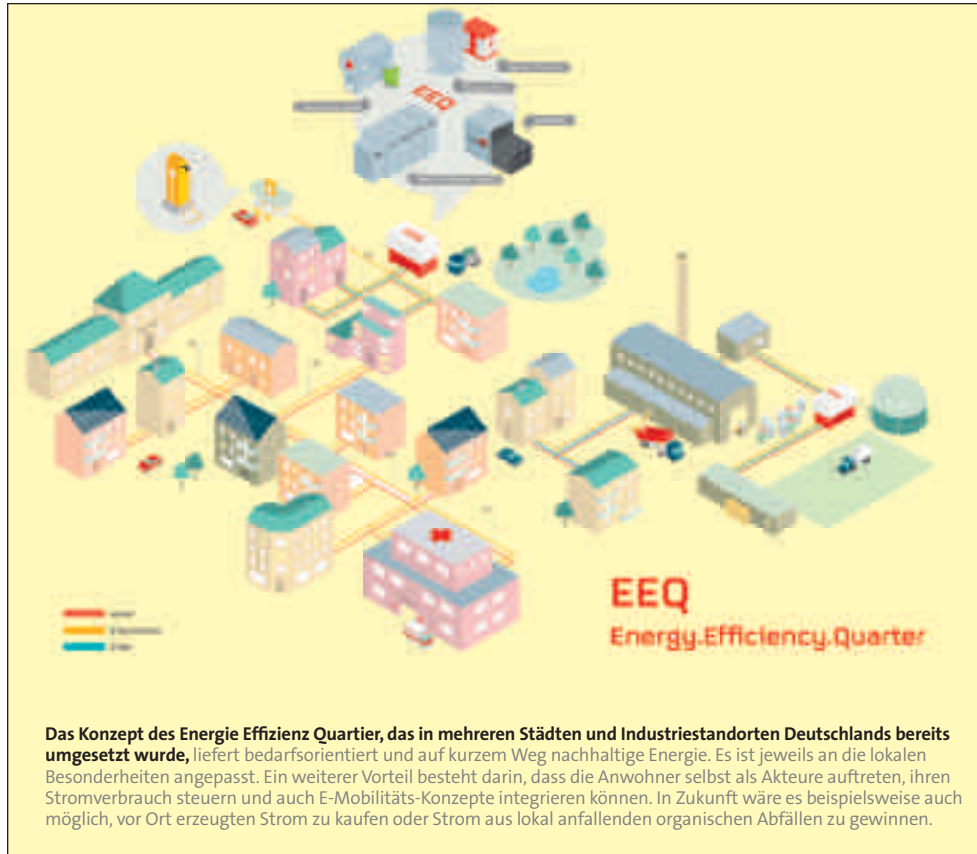 EEQ
EEQ
Energy.Efficiency.Quarter
Das Konzept des Energie Effizienz Quartier, das in mehreren Städten und Industriestandorten Deutschlands bereits
umgesetzt wurde, liefert bedarfsorientiert und auf kurzem Weg nachhaltige Energie. Es ist jeweils an die lokalen
Besonderheiten angepasst. Ein weiterer Vorteil besteht darin, dass die Anwohner selbst als Akteure auftreten, ihren
Stromverbrauch steuern und auch E-Mobilitäts-Konzepte integrieren können. In Zukunft wäre es beispielsweise auch
möglich, vor Ort erzeugten Strom zu kaufen oder Strom aus lokal anfallenden organischen Abfällen zu gewinnen.